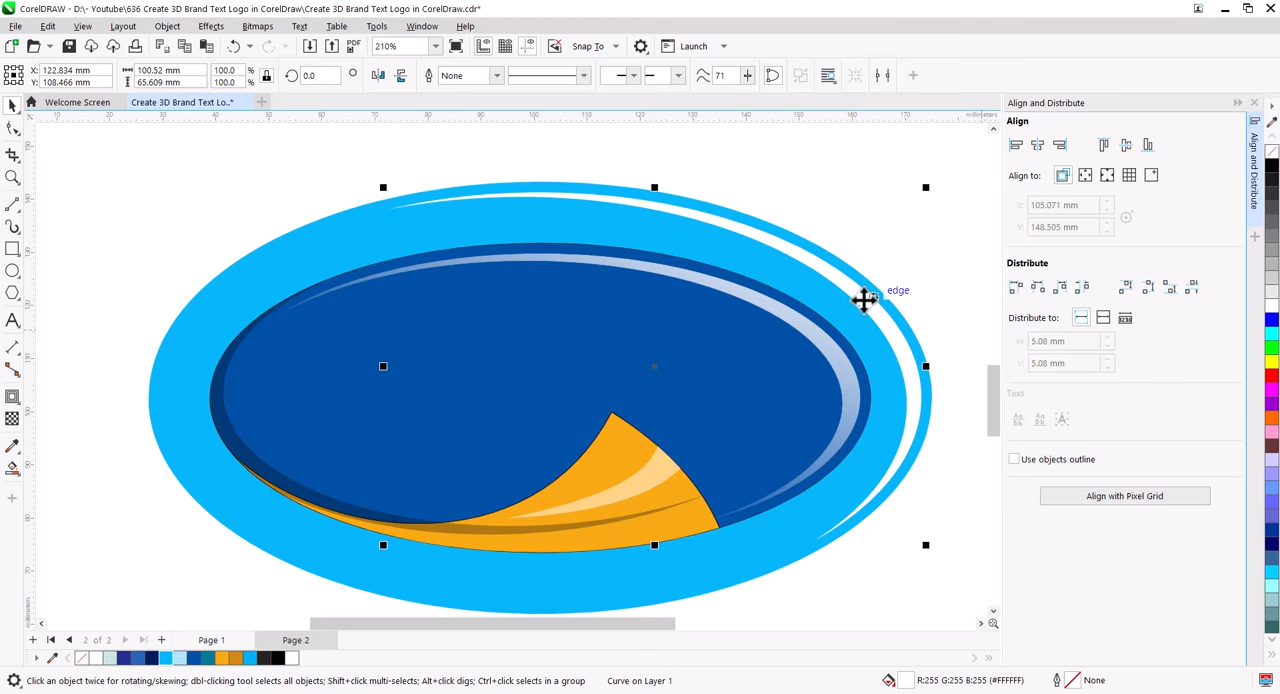 CorelDRAW - D:\- Youtube\636 Create 3D Brand Text Logo in CorelDraw\Create 3D Brand Text Logo in CorelDraw.cdr*
File Edit View Layout Object Effects Bitmaps Text Table Tools Window Help
PDF 210% Snap To Launch
X: 122.834 mm 100.52 mm 100.0 % 0.0 None 71
Y: 108.466 mm 65.609 mm 100.0 %
Welcome Screen Create 3D Brand Text Lo...*
Align and Distribute
millimeters
Align
Align to:
X: 105.071 mm
Y: 148.505 mm
Distribute
Distribute to:
H: 5.08 mm
V: 5.08 mm
Text
Use objects outline
Align with Pixel Grid
Align and Distribute
edge
2 of 2 Page 1 Page 2
Click an object twice for rotating/skewing; dbl-clicking tool selects all objects; Shift+click multi-selects; Alt+click digs; Ctrl+click selects in a group Curve on Layer 1 R:255 G:255 B:255 (#FFFFFF) None